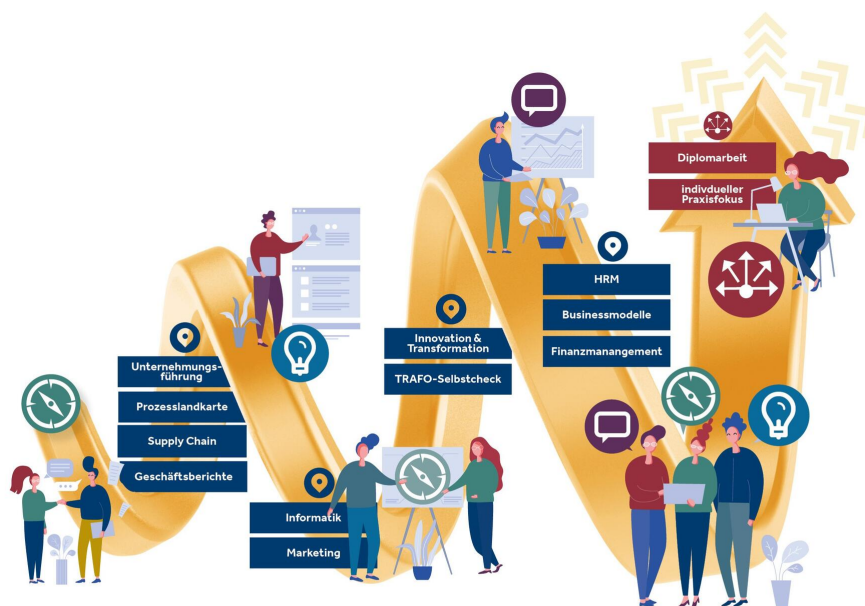 Unternehmungs-
führung
Prozesslandkarte
Supply Chain
Geschäftsberichte
Informatik
Marketing
Innovation &
Transformation
TRAFO-Selbstcheck
HRM
Businessmodelle
Finanzmanangement
Diplomarbeit
indivdueller
Praxisfokus